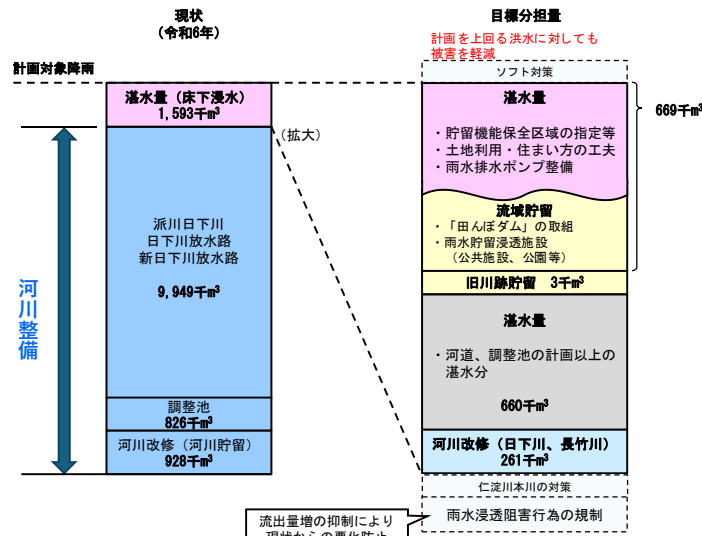 現状
（令和6年）
目標分担量
計画を上回る洪水に対しても
被害を軽減
計画対象降雨
ソフト対策
湛水量（床下浸水）
1,593千m³
湛水量
・貯留機能保全区域の指定等
・土地利用・住まい方の工夫
・雨水排水ポンプ整備
669千m³
（拡大）
流域貯留
・「田んぼダム」の取組
・雨水貯留浸透施設
（公共施設、公園等）
旧川跡貯留　3千m³
派川日下川
日下川放水路
新日下川放水路
9,949千m³
河川整備
湛水量
・河道、調整池の計画以上の
湛水分
660千m³
調整池
826千m³
河川改修（河川貯留）
928千m³
河川改修（日下川、長竹川）
261千m³
仁淀川本川の対策
雨水浸透阻害行為の規制
流出量増の抑制により
現状からの悪化防止